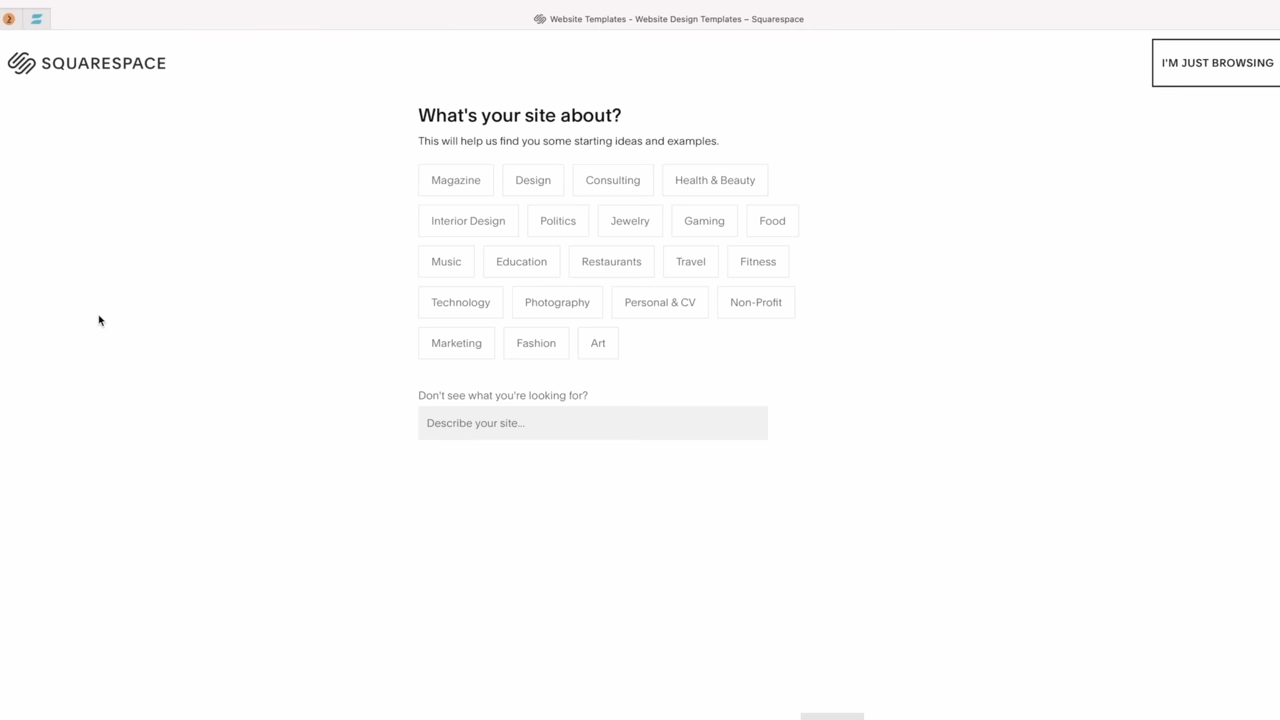 Website Templates - Website Design Templates – Squarespace
SQUARESPACE
I'M JUST BROWSING
What's your site about?
This will help us find you some starting ideas and examples.
Magazine Design Consulting Health & Beauty
Interior Design Politics Jewelry Gaming Food
Music Education Restaurants Travel Fitness
Technology Photography Personal & CV Non-Profit
Marketing Fashion Art
Don't see what you're looking for?
Describe your site...